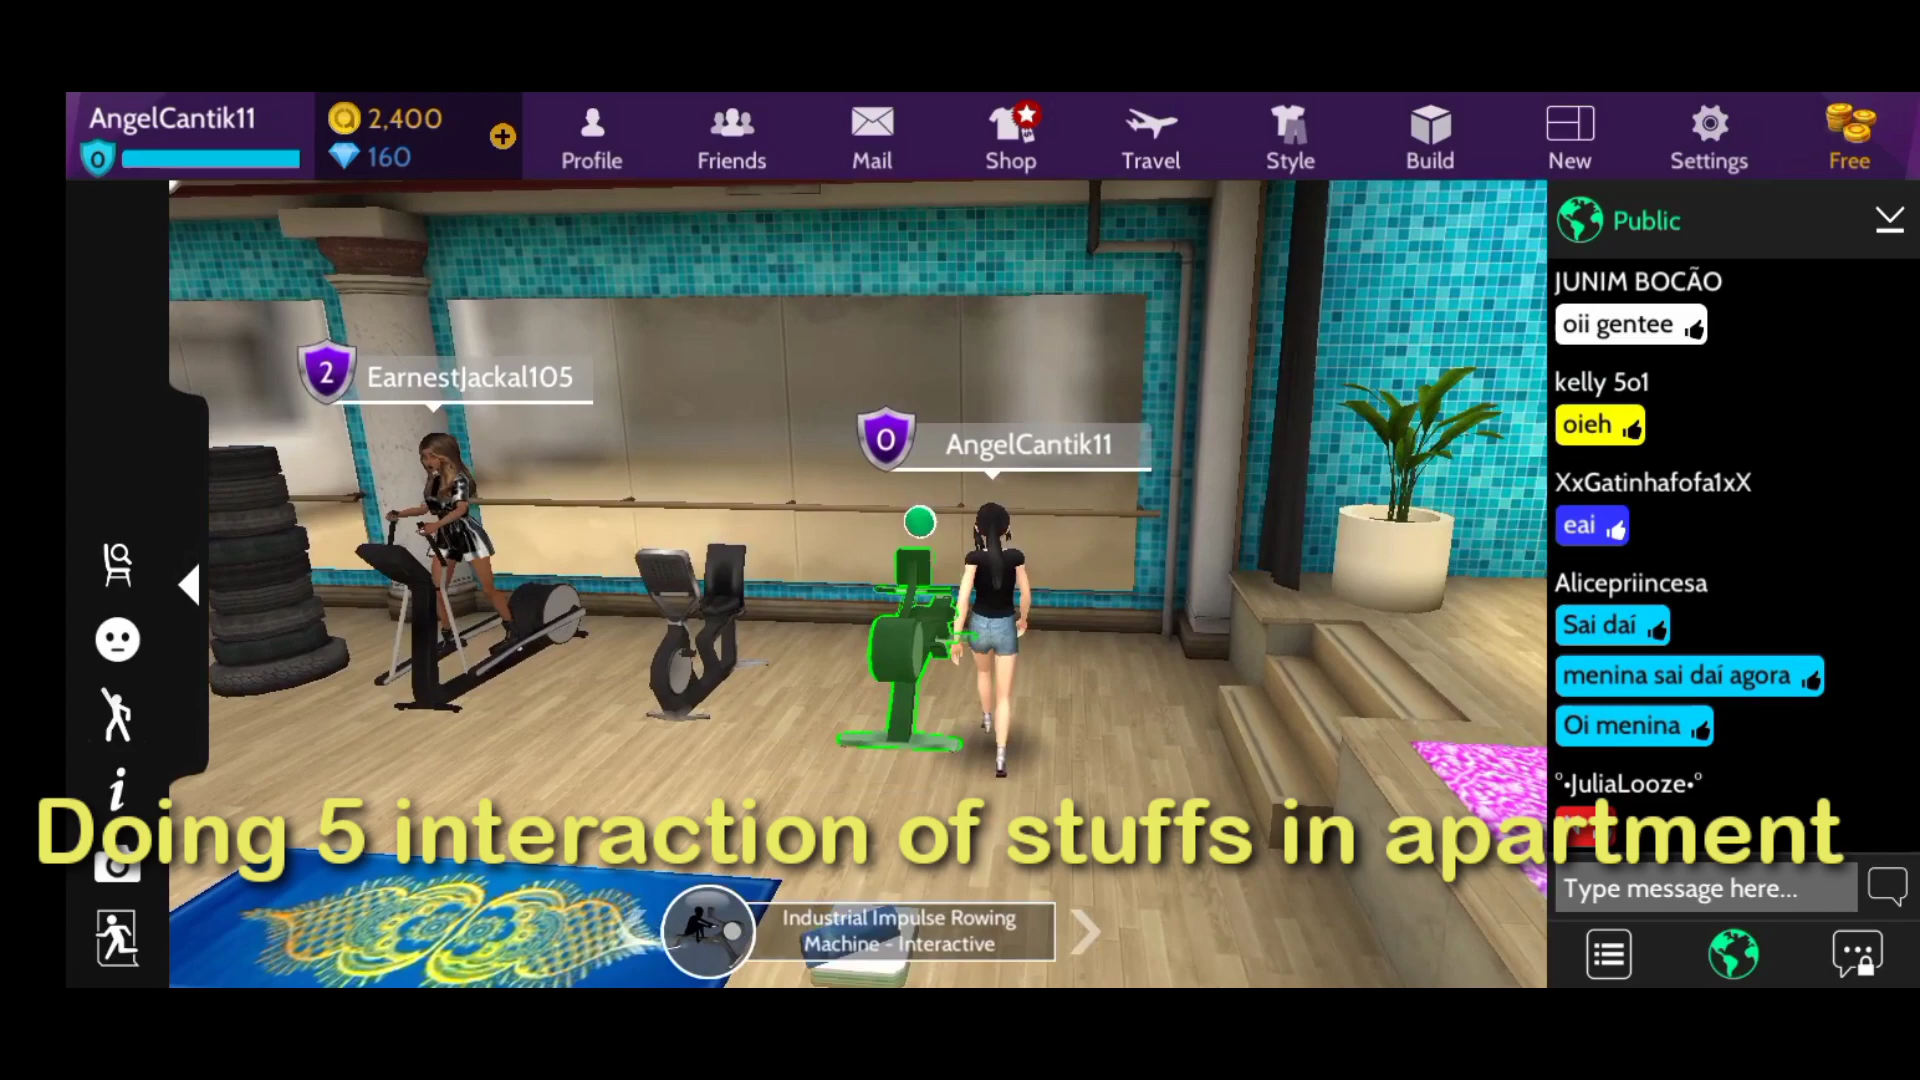 AngelCantik11
0
2,400
160
Profile
Friends
Mail
Shop
Travel
Style
Build
New
Settings
Free
Public
JUNIM BOCÃO
oii gentee
kelly 5o1
oieh
XxGatinhafofa1xX
eai
Alicepriincesa
Sai daí
menina sai daí agora
Oi menina
°•JuliaLooze•°
2
EarnestJackal105
0
AngelCantik11
Doing 5 interaction of stuffs in apartment
Type message here...
Industrial Impulse Rowing
Machine - Interactive